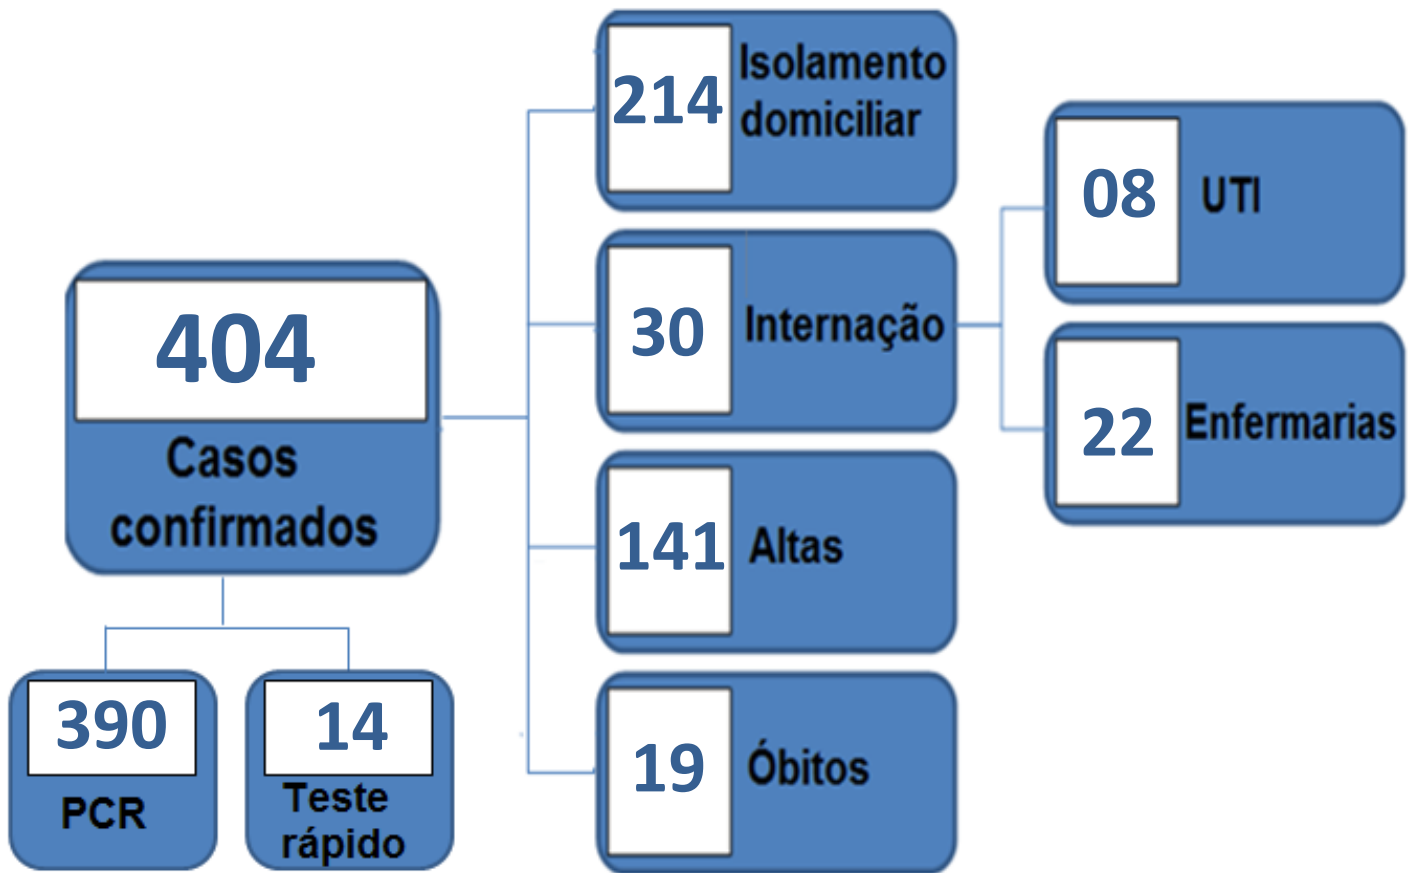 404
Casos
confirmados
390
PCR
14
Teste
rápido
214
Isolamento
domiciliar
30
Internação
141
Altas
19
Óbitos
08
UTI
22
Enfermarias